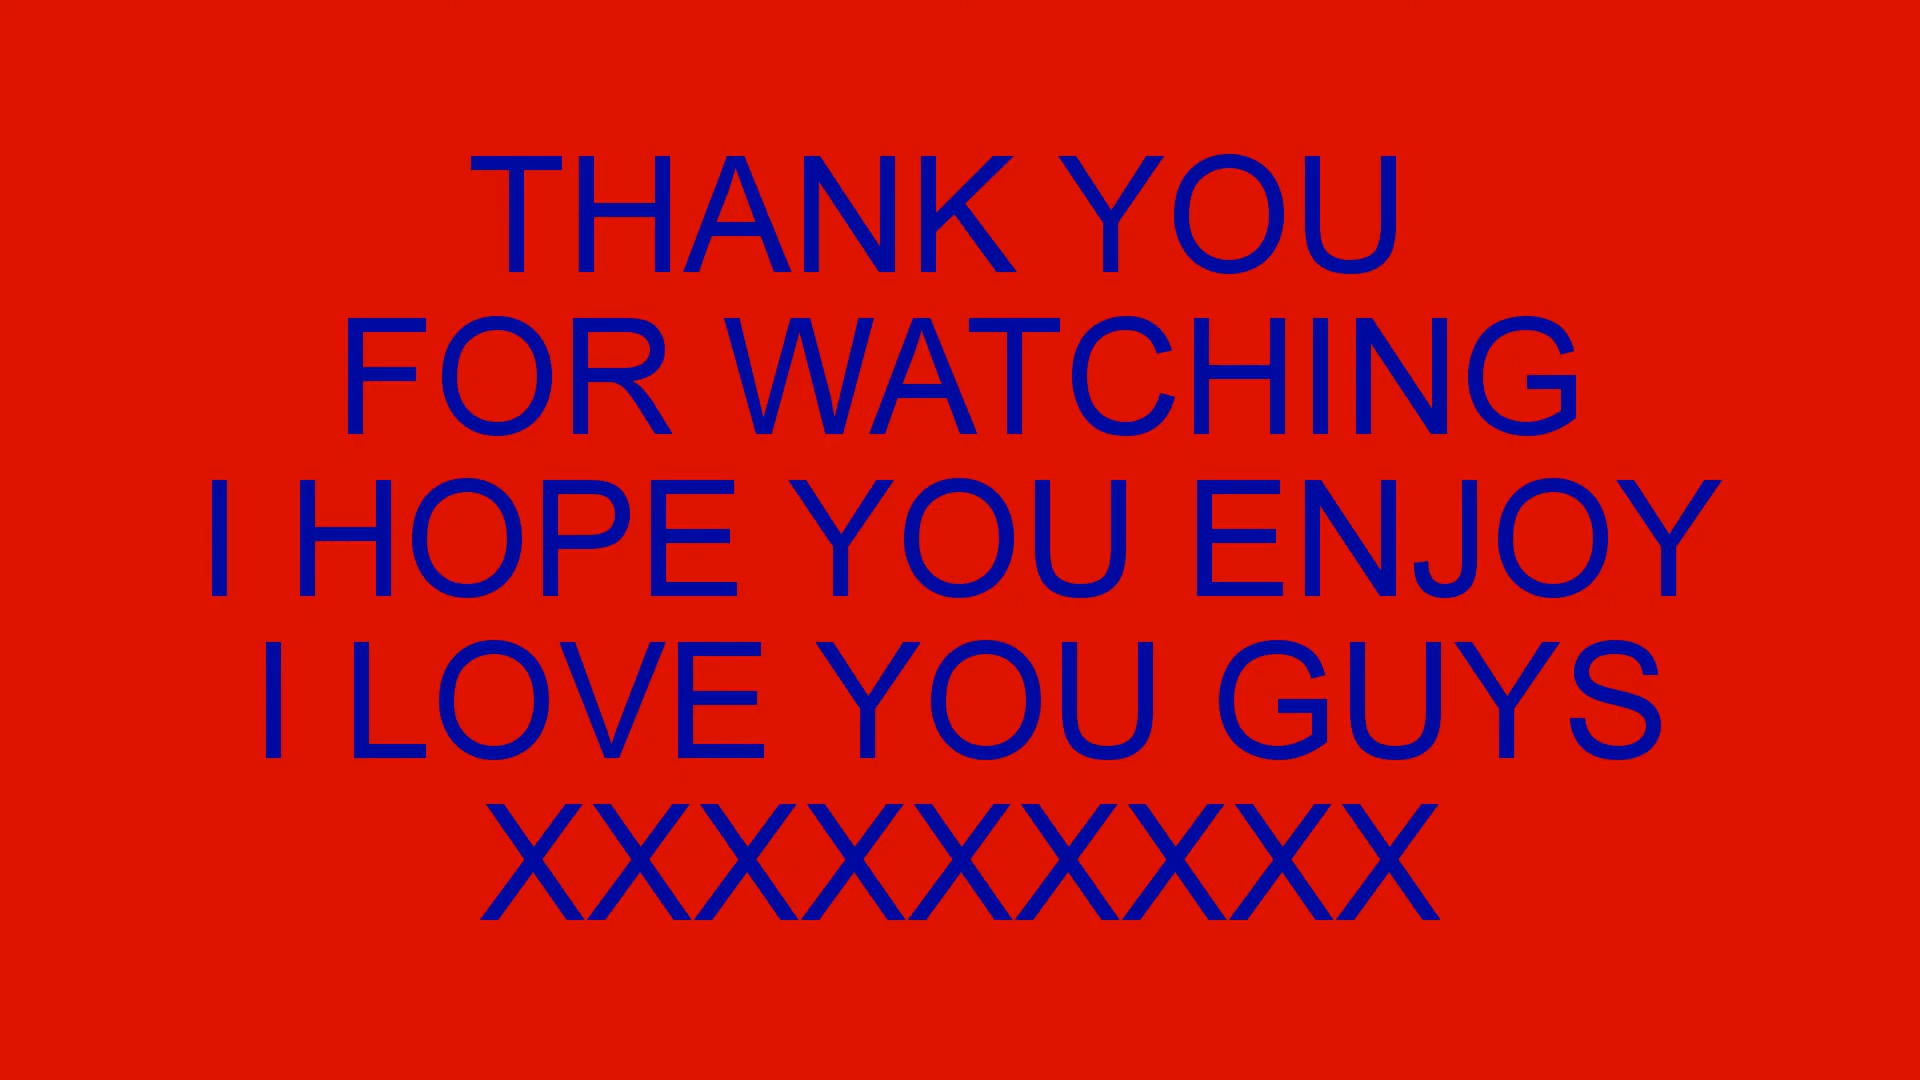 THANK YOU
FOR WATCHING
I HOPE YOU ENJOY
I LOVE YOU GUYS
XXXXXXXXX